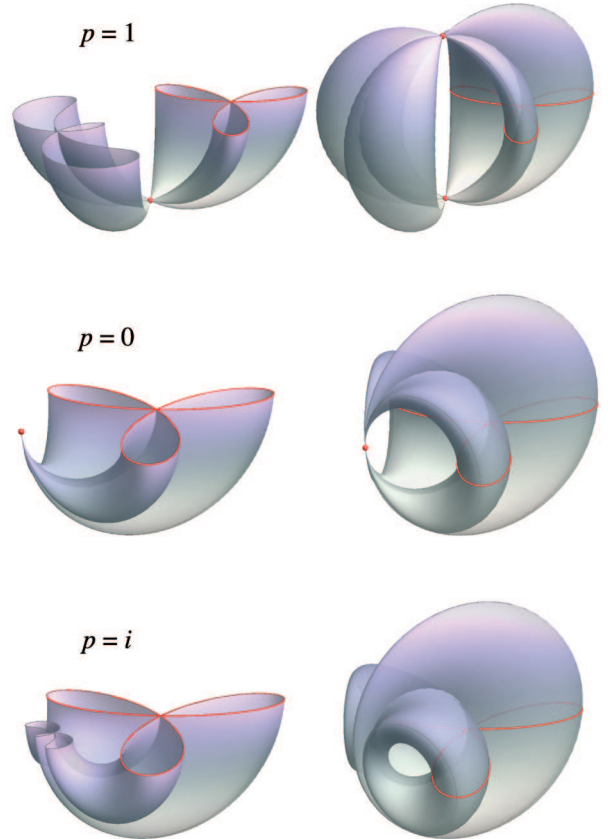 p = 1
p = 0
p = i